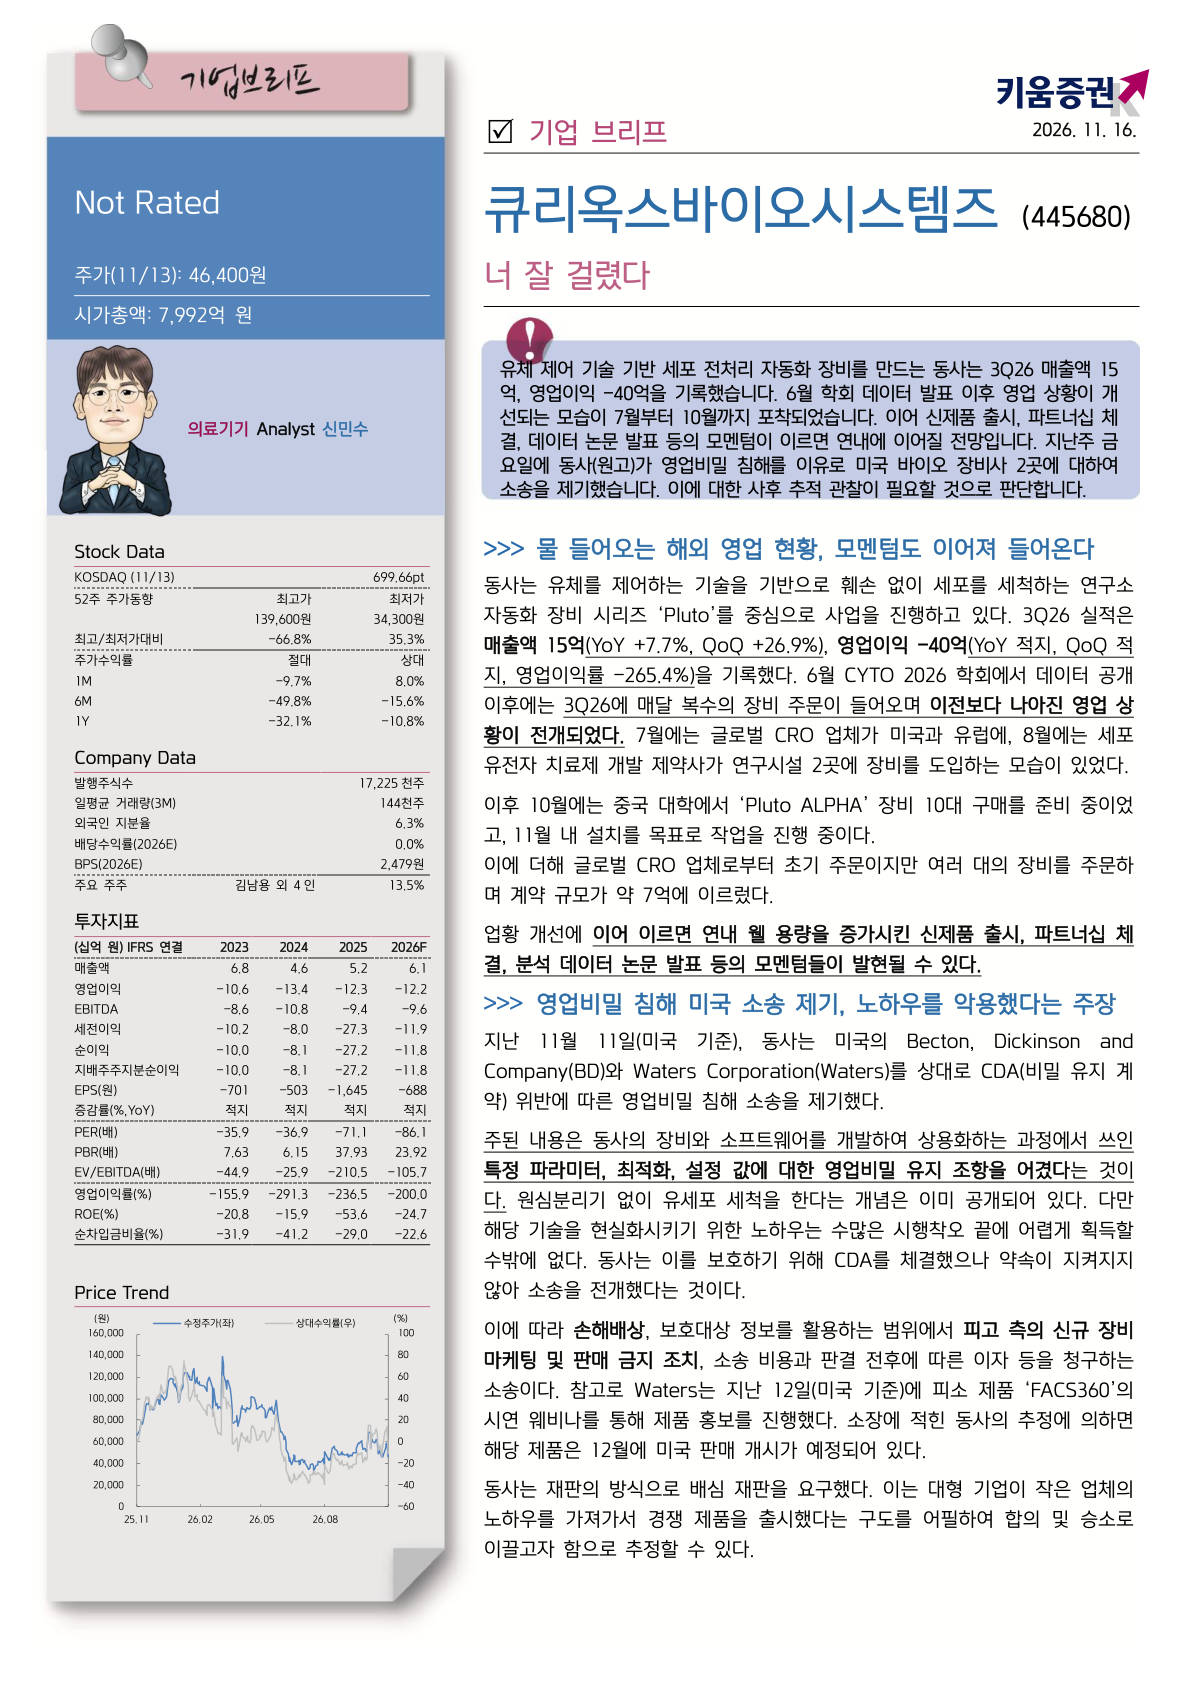 기업브리프
키움증권
2026. 11. 16.
☑ 기업 브리프
큐리옥스바이오시스템즈 (445680)
너 잘 걸렸다
Not Rated
주가(11/13): 46,400원
시가총액: 7,992억 원
의료기기 Analyst 신민수
유체 제어 기술 기반 세포 전처리 자동화 장비를 만드는 동사는 3Q26 매출액 15
억, 영업이익 -40억을 기록했습니다. 6월 학회 데이터 발표 이후 영업 상황이 개
선되는 모습이 7월부터 10월까지 포착되었습니다. 이어 신제품 출시, 파트너십 체
결, 데이터 논문 발표 등의 모멘텀이 이르면 연내에 이어질 전망입니다. 지난주 금
요일에 동사(원고)가 영업비밀 침해를 이유로 미국 바이오 장비사 2곳에 대하여
소송을 제기했습니다. 이에 대한 사후 추적 관찰이 필요할 것으로 판단합니다.
Stock Data
KOSDAQ (11/13) 699.66pt
52주 주가동향 최고가 최저가
139,600원 34,300원
최고/최저가대비 -66.8% 35.3%
주가수익률 절대 상대
1M -9.7% 8.0%
6M -49.8% -15.6%
1Y -32.1% -10.8%
Company Data
발행주식수 17,225 천주
일평균 거래량(3M) 144천주
외국인 지분율 6.3%
배당수익률(2026E) 0.0%
BPS(2026E) 2,479원
주요 주주 김남용 외 4 인 13.5%
투자지표
(십억 원) IFRS 연결 2023 2024 2025 2026F
매출액 6.8 4.6 5.2 6.1
영업이익 -10.6 -13.4 -12.3 -12.2
EBITDA -8.6 -10.8 -9.4 -9.6
세전이익 -10.2 -8.0 -27.3 -11.9
순이익 -10.0 -8.1 -27.2 -11.8
지배주주지분순이익 -10.0 -8.1 -27.2 -11.8
EPS(원) -701 -503 -1,645 -688
증감률(%,YoY) 적지 적지 적지 적지
PER(배) -35.9 -36.9 -71.1 -86.1
PBR(배) 7.63 6.15 37.93 23.92
EV/EBITDA(배) -44.9 -25.9 -210.5 -105.7
영업이익률(%) -155.9 -291.3 -236.5 -200.0
ROE(%) -20.8 -15.9 -53.6 -24.7
순차입금비율(%) -31.9 -41.2 -29.0 -22.6
Price Trend
(원) 수정주가(좌) 상대수익률(우) (%)
160,000 100
140,000 80
120,000 60
100,000 40
80,000 20
60,000 0
40,000 -20
20,000 -40
0 -60
25.11 26.02 26.05 26.08
>>> 물 들어오는 해외 영업 현황, 모멘텀도 이어져 들어온다
동사는 유체를 제어하는 기술을 기반으로 훼손 없이 세포를 세척하는 연구소
자동화 장비 시리즈 ‘Pluto’를 중심으로 사업을 진행하고 있다. 3Q26 실적은
매출액 15억(YoY +7.7%, QoQ +26.9%), 영업이익 -40억(YoY 적지, QoQ 적
지, 영업이익률 -265.4%)을 기록했다. 6월 CYTO 2026 학회에서 데이터 공개
이후에는 3Q26에 매달 복수의 장비 주문이 들어오며 이전보다 나아진 영업 상
황이 전개되었다. 7월에는 글로벌 CRO 업체가 미국과 유럽에, 8월에는 세포
유전자 치료제 개발 제약사가 연구시설 2곳에 장비를 도입하는 모습이 있었다.
이후 10월에는 중국 대학에서 ‘Pluto ALPHA’ 장비 10대 구매를 준비 중이었
고, 11월 내 설치를 목표로 작업을 진행 중이다.
이에 더해 글로벌 CRO 업체로부터 초기 주문이지만 여러 대의 장비를 주문하
며 계약 규모가 약 7억에 이르렀다.
업황 개선에 이어 이르면 연내 웰 용량을 증가시킨 신제품 출시, 파트너십 체
결, 분석 데이터 논문 발표 등의 모멘텀들이 발현될 수 있다.
>>> 영업비밀 침해 미국 소송 제기, 노하우를 악용했다는 주장
지난 11월 11일(미국 기준), 동사는 미국의 Becton, Dickinson and
Company(BD)와 Waters Corporation(Waters)를 상대로 CDA(비밀 유지 계
약) 위반에 따른 영업비밀 침해 소송을 제기했다.
주된 내용은 동사의 장비와 소프트웨어를 개발하여 상용화하는 과정에서 쓰인
특정 파라미터, 최적화, 설정 값에 대한 영업비밀 유지 조항을 어겼다는 것이
다. 원심분리기 없이 유세포 세척을 한다는 개념은 이미 공개되어 있다. 다만
해당 기술을 현실화시키기 위한 노하우는 수많은 시행착오 끝에 어렵게 획득할
수밖에 없다. 동사는 이를 보호하기 위해 CDA를 체결했으나 약속이 지켜지지
않아 소송을 전개했다는 것이다.
이에 따라 손해배상, 보호대상 정보를 활용하는 범위에서 피고 측의 신규 장비
마케팅 및 판매 금지 조치, 소송 비용과 판결 전후에 따른 이자 등을 청구하는
소송이다. 참고로 Waters는 지난 12일(미국 기준)에 피소 제품 ‘FACS360’의
시연 웨비나를 통해 제품 홍보를 진행했다. 소장에 적힌 동사의 추정에 의하면
해당 제품은 12월에 미국 판매 개시가 예정되어 있다.
동사는 재판의 방식으로 배심 재판을 요구했다. 이는 대형 기업이 작은 업체의
노하우를 가져가서 경쟁 제품을 출시했다는 구도를 어필하여 합의 및 승소로
이끌고자 함으로 추정할 수 있다.